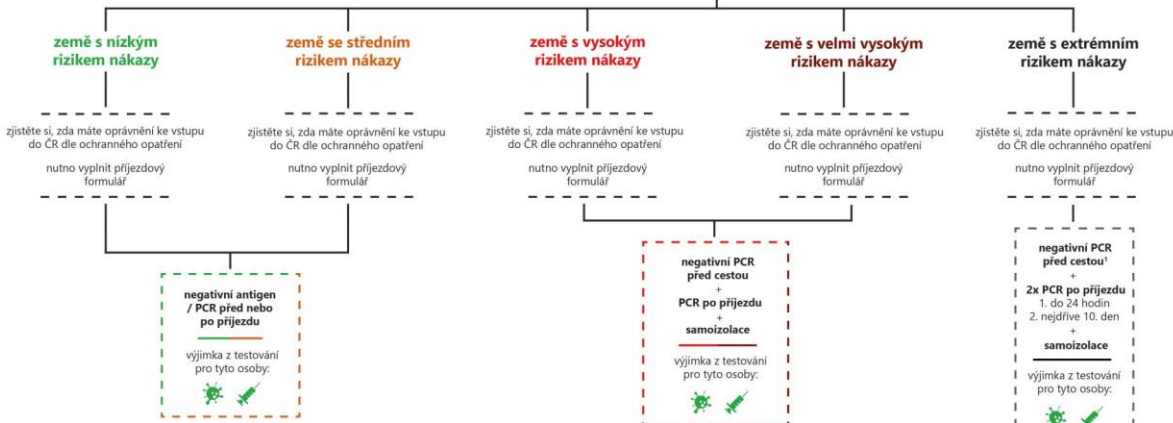 země s nízkým
rizikem nákazy
zjistěte si, zda máte oprávnění ke vstupu
do ČR dle ochranného opatření
nutno vyplnit příjezdový
formulář
země se středním
rizikem nákazy
zjistěte si, zda máte oprávnění ke vstupu
do ČR dle ochranného opatření
nutno vyplnit příjezdový
formulář
negativní antigen
/ PCR před nebo
po příjezdu
výjimka z testování
pro tyto osoby:
země s vysokým
rizikem nákazy
zjistěte si, zda máte oprávnění ke vstupu
do ČR dle ochranného opatření
nutno vyplnit příjezdový
formulář
země s velmi vysokým
rizikem nákazy
zjistěte si, zda máte oprávnění ke vstupu
do ČR dle ochranného opatření
nutno vyplnit příjezdový
formulář
negativní PCR
před cestou
+
PCR po příjezdu
+
samoizolace
výjimka z testování
pro tyto osoby:
země s extrémním
rizikem nákazy
zjistěte si, zda máte oprávnění ke vstupu
do ČR dle ochranného opatření
nutno vyplnit příjezdový
formulář
negativní PCR
před cestou¹
+
2x PCR po příjezdu
1. do 24 hodin
2. nejdříve 10. den
+
samoizolace
výjimka z testování
pro tyto osoby: